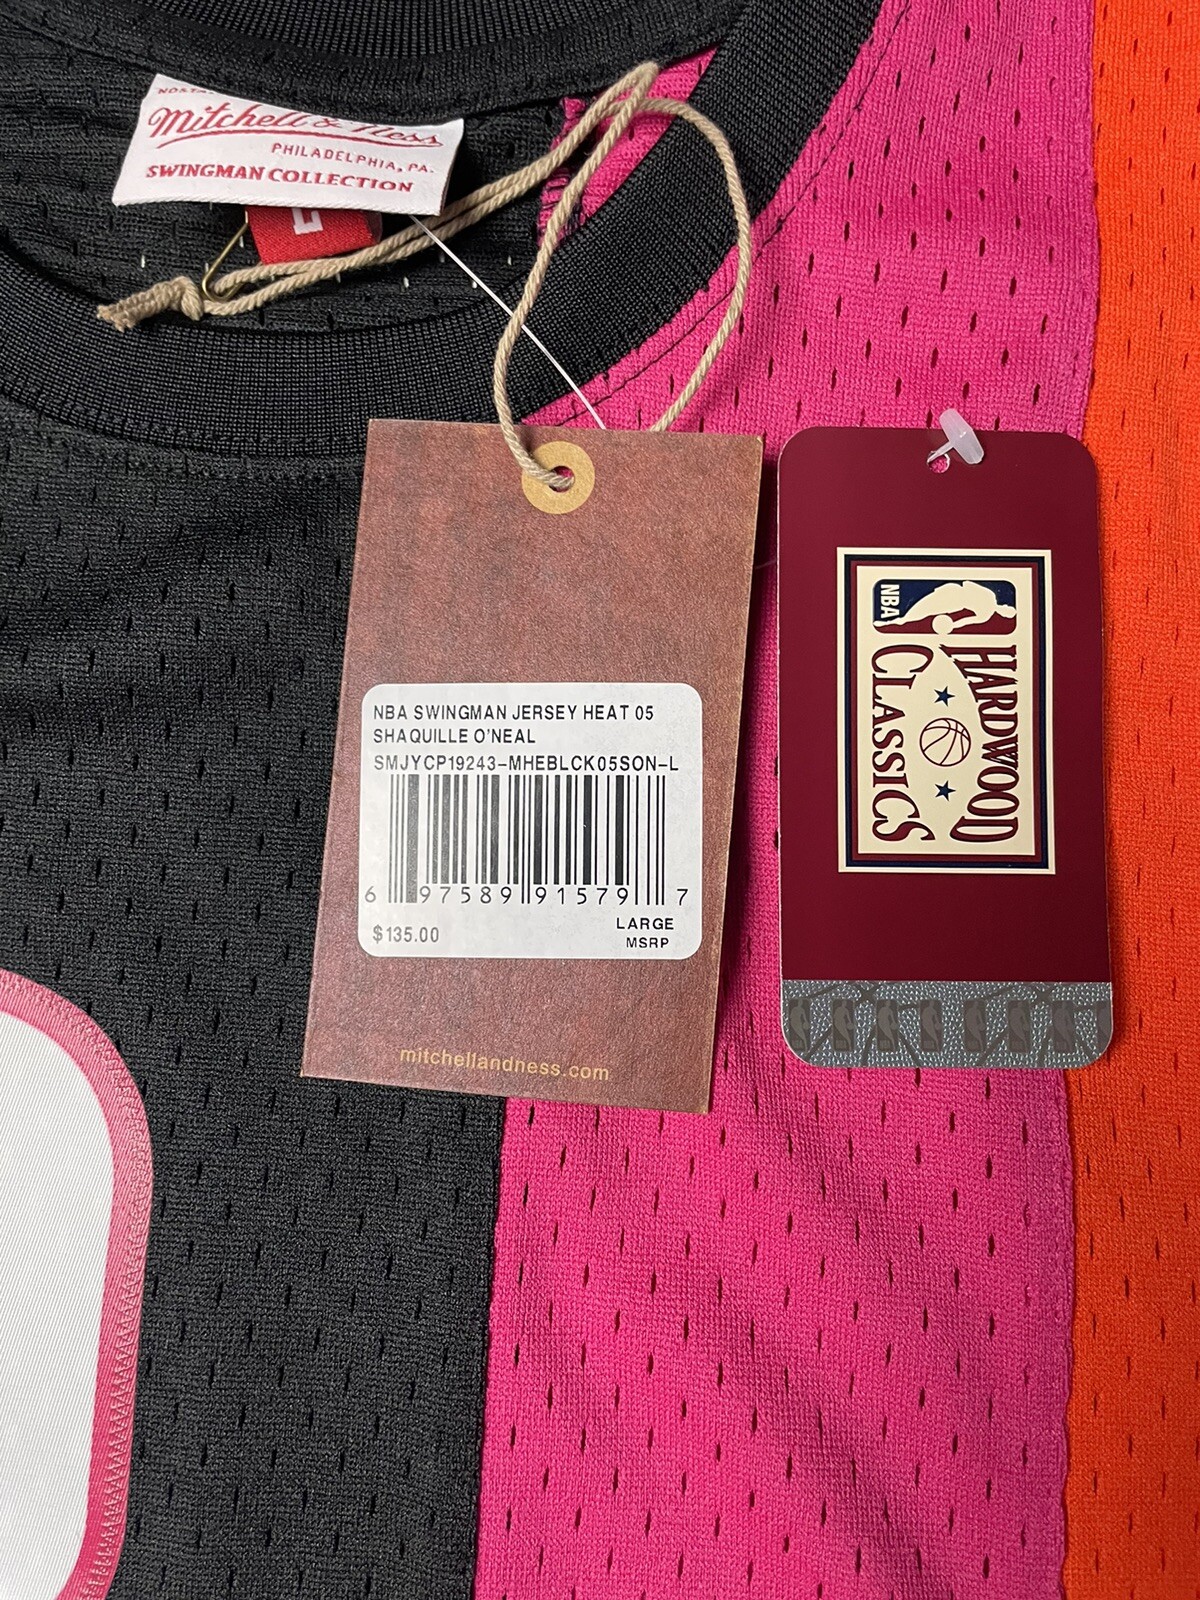 Mitchell & Ness
PHILADELPHIA, PA.
SWINGMAN COLLECTION
L
NBA SWINGMAN JERSEY HEAT 05
SHAQUILLE O'NEAL
SMJYCP19243-MHEBLCK05SON-L
6 97589 91579 7
$135.00
LARGE
MSRP
mitchellandness.com
NBA
HARDWOOD
CLASSICS